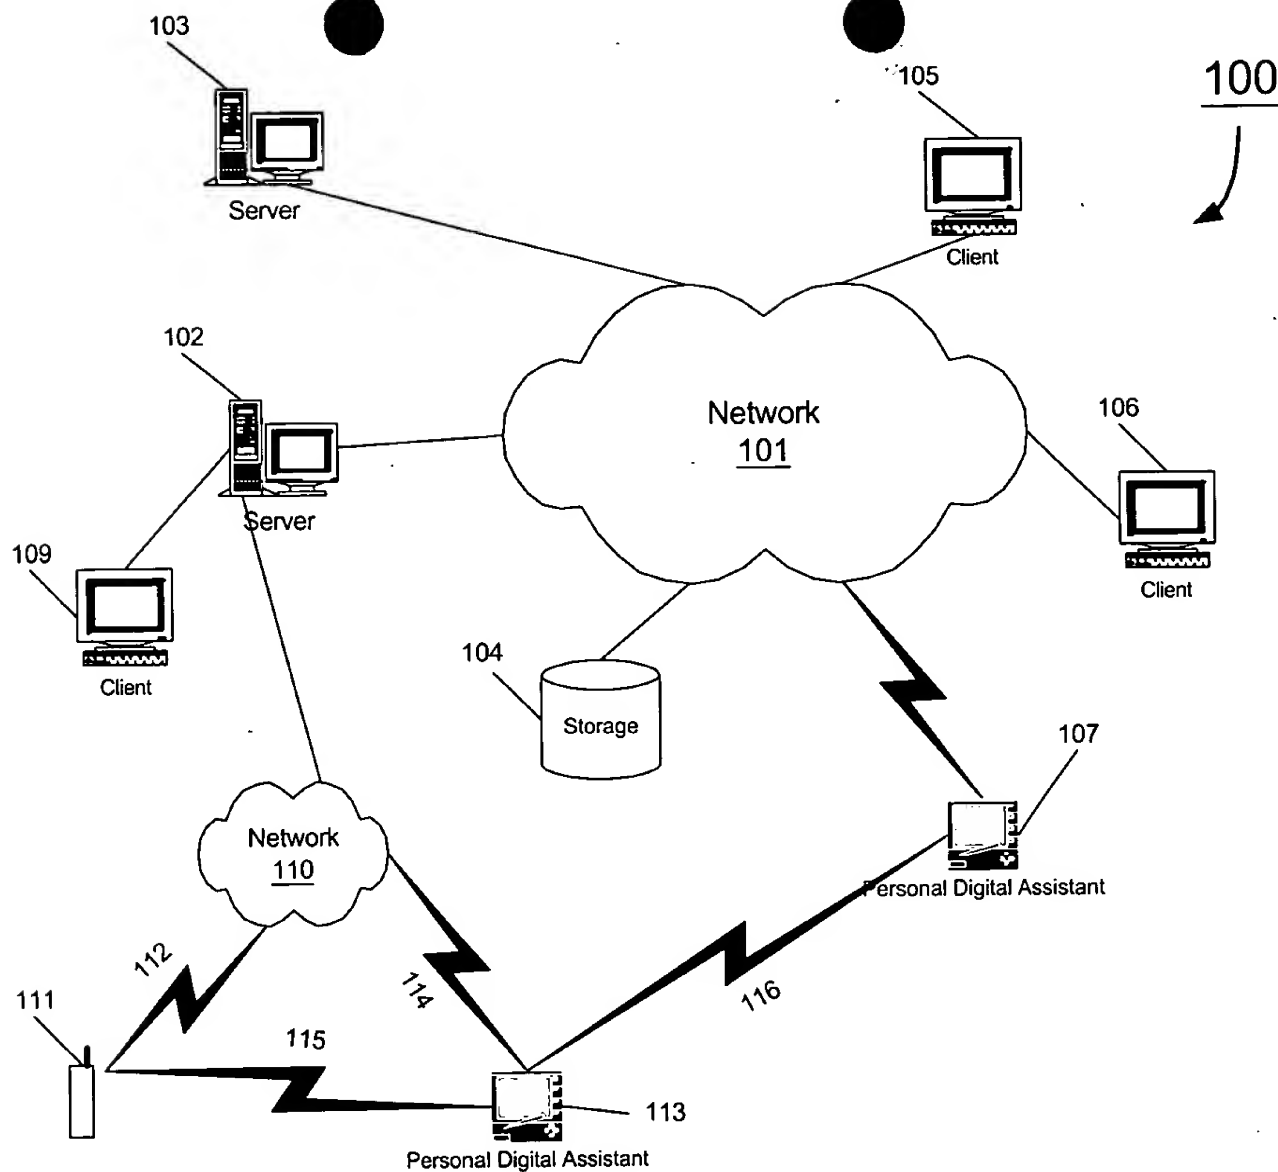 103
105
100
Server
Client
102
Network
101
106
Server
109
Client
Client
104
Storage
107
Network
110
Personal Digital Assistant
112
114
116
111
115
113
Personal Digital Assistant